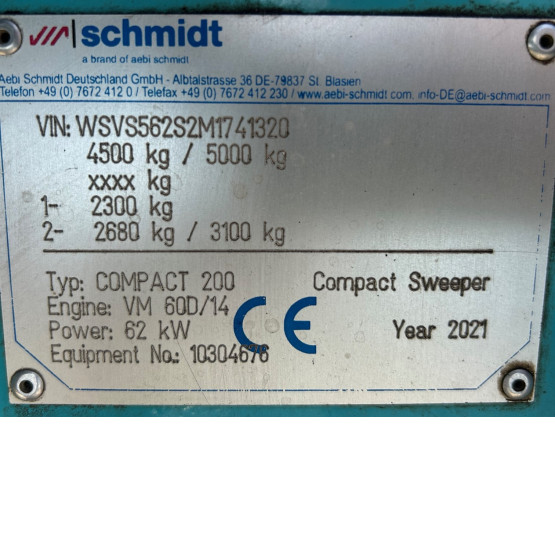 schmidt
a brand of aebi schmidt
Aebi Schmidt Deutschland GmbH - Albtalstrasse 36 DE-79837 St. Blasien
Telefon +49 (0) 7672 412 0 / Telefax +49 (0) 7672 412 230 / www.aebi-schmidt.com, info-DE@aebi-schmidt.com
VIN: WSVS562S2M1741320
4500 kg / 5000 kg
xxxx kg
1- 2300 kg
2- 2680 kg / 3100 kg
Typ: COMPACT 200 Compact Sweeper
Engine: VM 60D/14
Power: 62 kW CE Year 2021
Equipment No.: 10304676